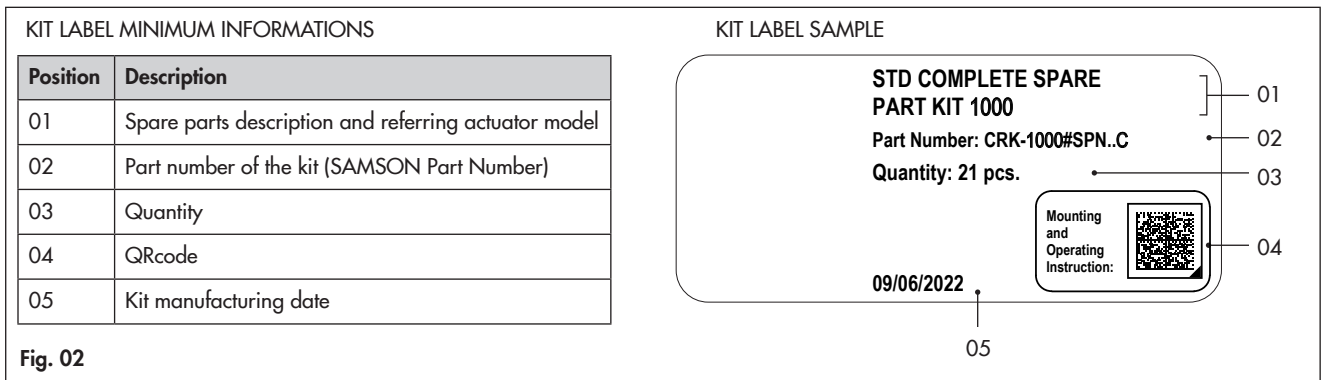 KIT LABEL MINIMUM INFORMATIONS
Position Description
01 Spare parts description and referring actuator model
02 Part number of the kit (SAMSON Part Number)
03 Quantity
04 QRcode
05 Kit manufacturing date
Fig. 02
KIT LABEL SAMPLE
STD COMPLETE SPARE
PART KIT 1000
01
Part Number: CRK-1000#SPN..C
02
Quantity: 21 pcs.
03
Mounting
and
Operating
Instruction:
04
09/06/2022
05